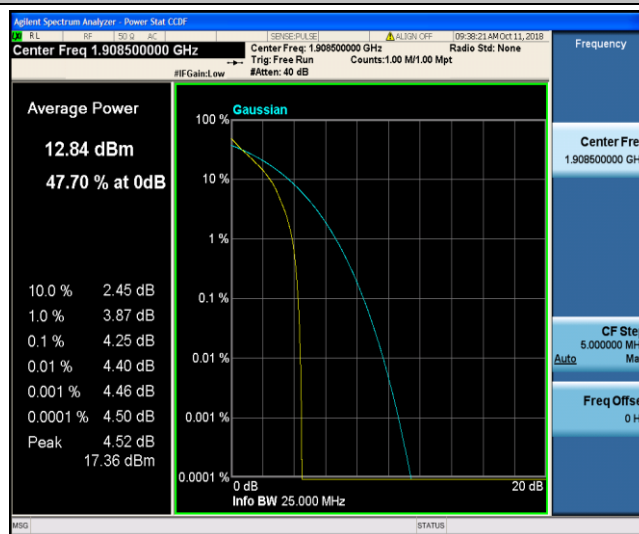 Agilent Spectrum Analyzer - Power Stat CCDF
RL RF 50 Ω AC SENSE:PULSE ALIGN OFF 09:38:21 AM Oct 11, 2018
Center Freq 1.908500000 GHz
Center Freq: 1.908500000 GHz Radio Std: None
Trig: Free Run Counts:1.00 M/1.00 Mpt
#IFGain:Low #Atten: 40 dB
Frequency
Average Power
12.84 dBm
47.70 % at 0dB
10.0 % 2.45 dB
1.0 % 3.87 dB
0.1 % 4.25 dB
0.01 % 4.40 dB
0.001 % 4.46 dB
0.0001 % 4.50 dB
Peak 4.52 dB
17.36 dBm
Gaussian
100 %
10 %
1 %
0.1 %
0.01 %
0.001 %
0.0001 %
0 dB 20 dB
Info BW 25.000 MHz
Center Fre
1.908500000 GH
CF Ste
5.000000 MH
Auto Ma
Freq Offse
0 H
MSG STATUS